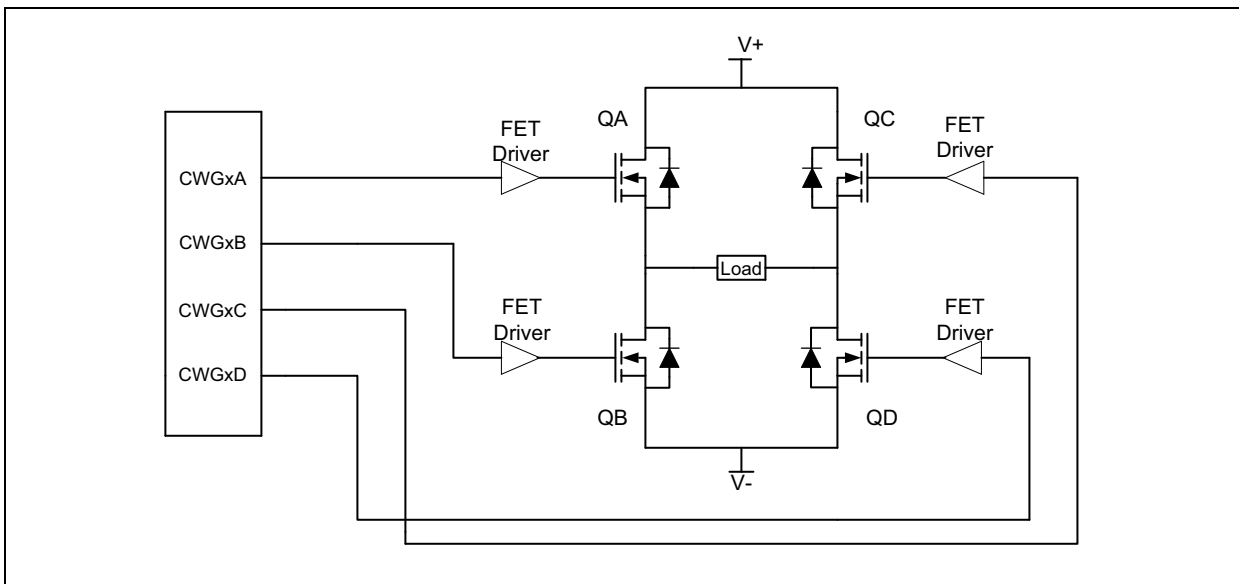 V+
QA
QC
FET
Driver
FET
Driver
CWGxA
CWGxB
Load
CWGxC
FET
Driver
FET
Driver
CWGxD
QB
QD
V-